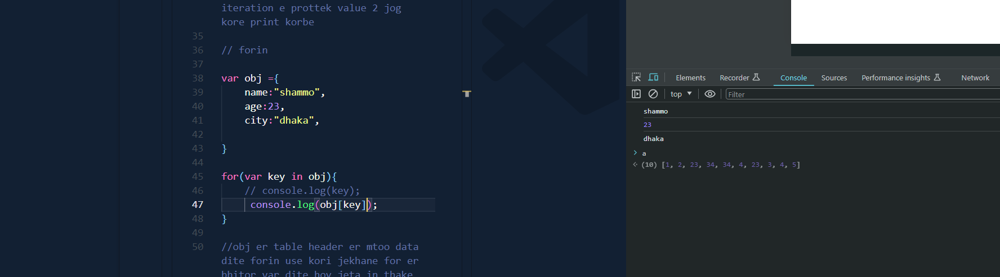 iteration e prottek value 2 jog
kore print korbe
35
36 // forin
37
38 var obj ={
39 name:"shammo",
40 age:23,
41 city:"dhaka",
42
43 }
44
45 for(var key in obj){
46 // console.log(key);
47 console.log(obj[key]);
48 }
49
50 //obj er table header er mtoo data
dite forin use kori jekhane for er
bhitor var dite hoy jeta in thake
Elements Recorder Console Sources Performance insights Network
top Filter
shammo
23
dhaka
> a
(10) [1, 2, 23, 34, 34, 4, 23, 3, 4, 5]